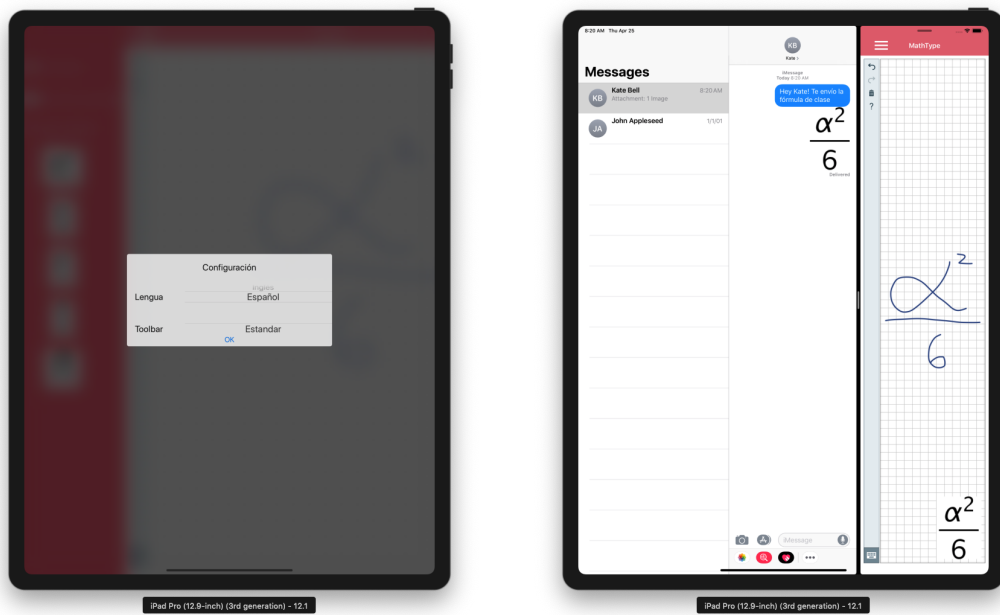 Configuración
Inglés
Lengua Español
Toolbar Estandar
OK
iPad Pro (12.9-inch) (3rd generation) - 12.1
8:20 AM Thu Apr 25
Messages
KB
Kate Bell 8:20 AM
Attachment: 1 image
JA
John Appleseed 1/1/01
KB
Kate >
iMessage
Today 8:20 AM
Hey Kate! Te envío la
fórmula de clase
α²
6
Delivered
iMessage
MathType
?
α²
6
α²
6
iPad Pro (12.9-inch) (3rd generation) - 12.1